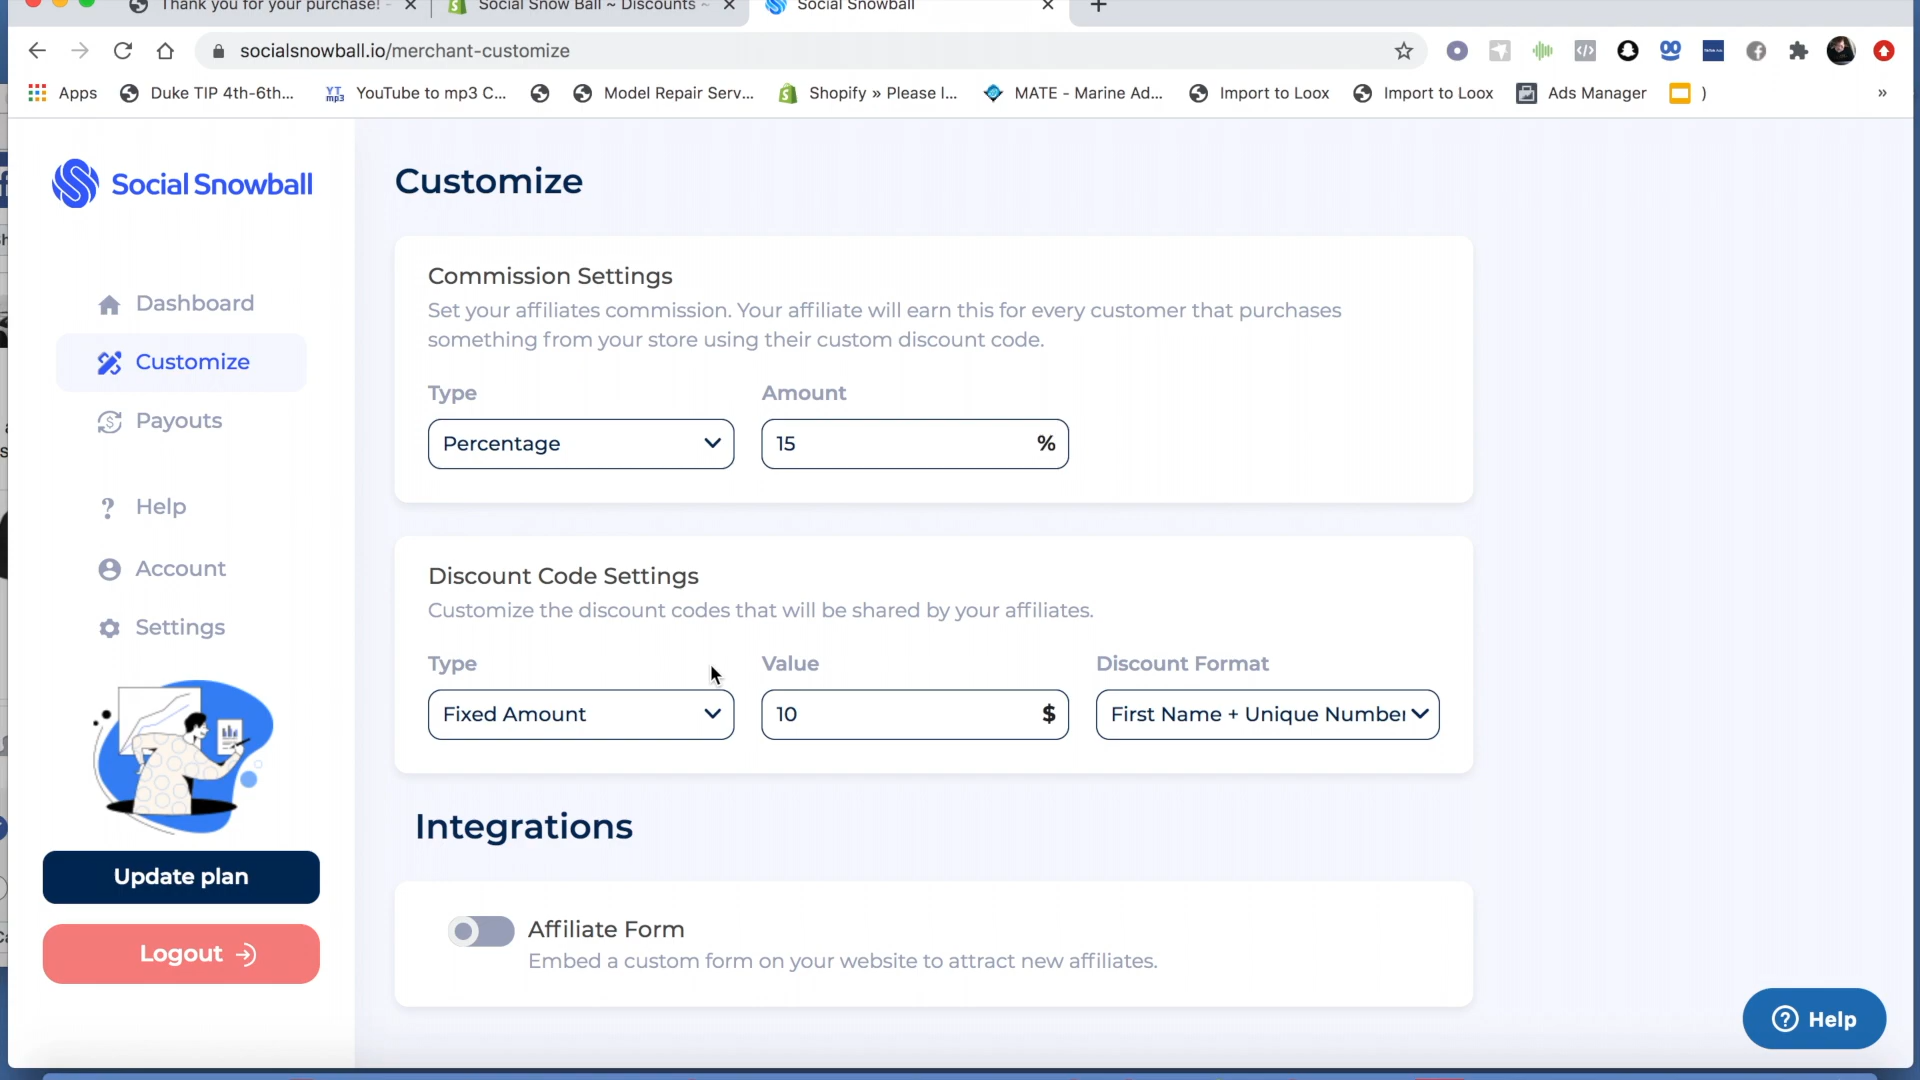 Thank you for your purchase! -
Social Snow Ball ~ Discounts ~
Social Snowball
socialsnowball.io/merchant-customize
Apps
Duke TIP 4th-6th...
YT mp3
YouTube to mp3 C...
Model Repair Serv...
Shopify » Please l...
MATE - Marine Ad...
Import to Loox
Import to Loox
Ads Manager
)
»
Social Snowball
Dashboard
Customize
Payouts
Help
Account
Settings
Update plan
Logout
Customize
Commission Settings
Set your affiliates commission. Your affiliate will earn this for every customer that purchases
something from your store using their custom discount code.
Type
Amount
Percentage
15
%
Discount Code Settings
Customize the discount codes that will be shared by your affiliates.
Type
Value
Discount Format
Fixed Amount
10
$
First Name + Unique Number
Integrations
Affiliate Form
Embed a custom form on your website to attract new affiliates.
Help